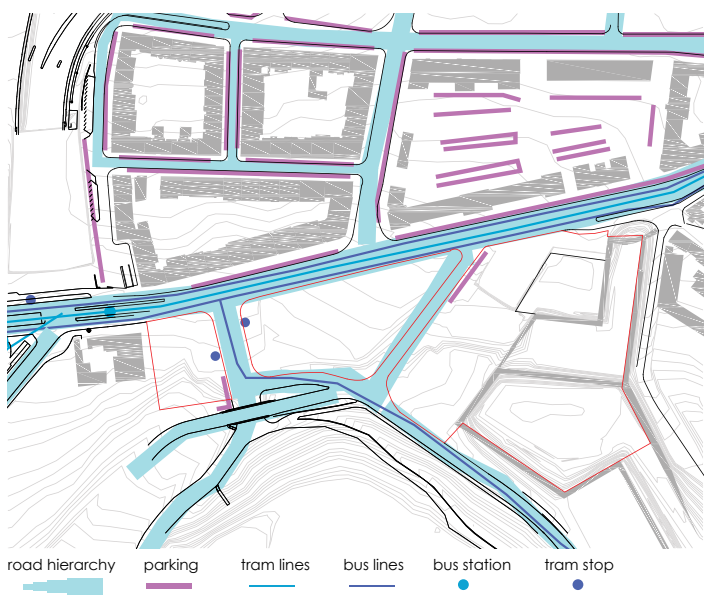 road hierarchy parking tram lines bus lines bus station tram stop